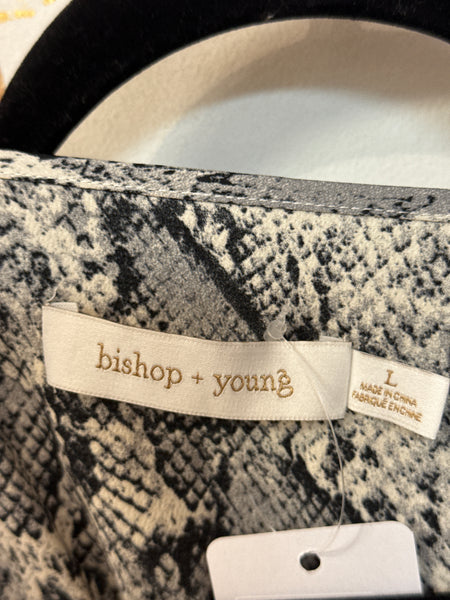 bishop + young
L
MADE IN CHINA
FABRIQUÉ EN CHINE